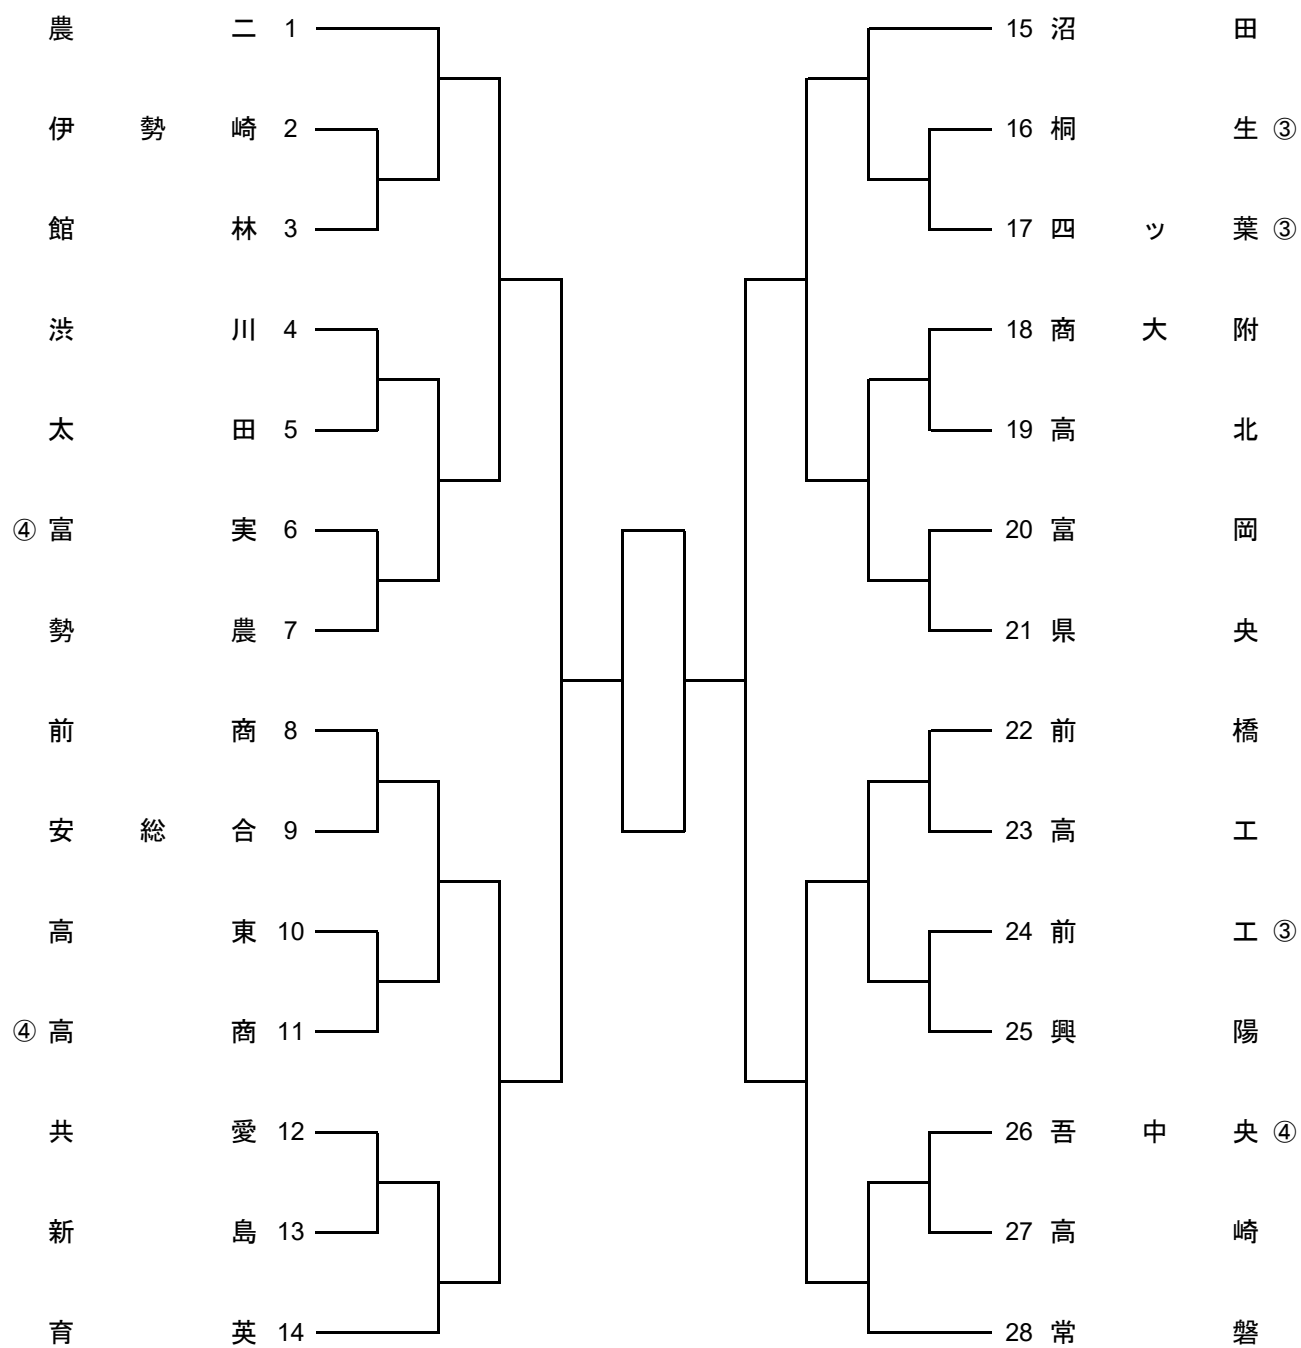 農二 1
伊勢崎 2
館林 3
渋川 4
太田 5
④ 富実 6
勢農 7
前商 8
安総合 9
高東 10
④ 高商 11
共愛 12
新島 13
育英 14
15 沼田
16 桐生 ③
17 四ッ葉 ③
18 商大附
19 高北
20 富岡
21 県央
22 前橋
23 高工
24 前工 ③
25 興陽
26 吾中央 ④
27 高崎
28 常磐